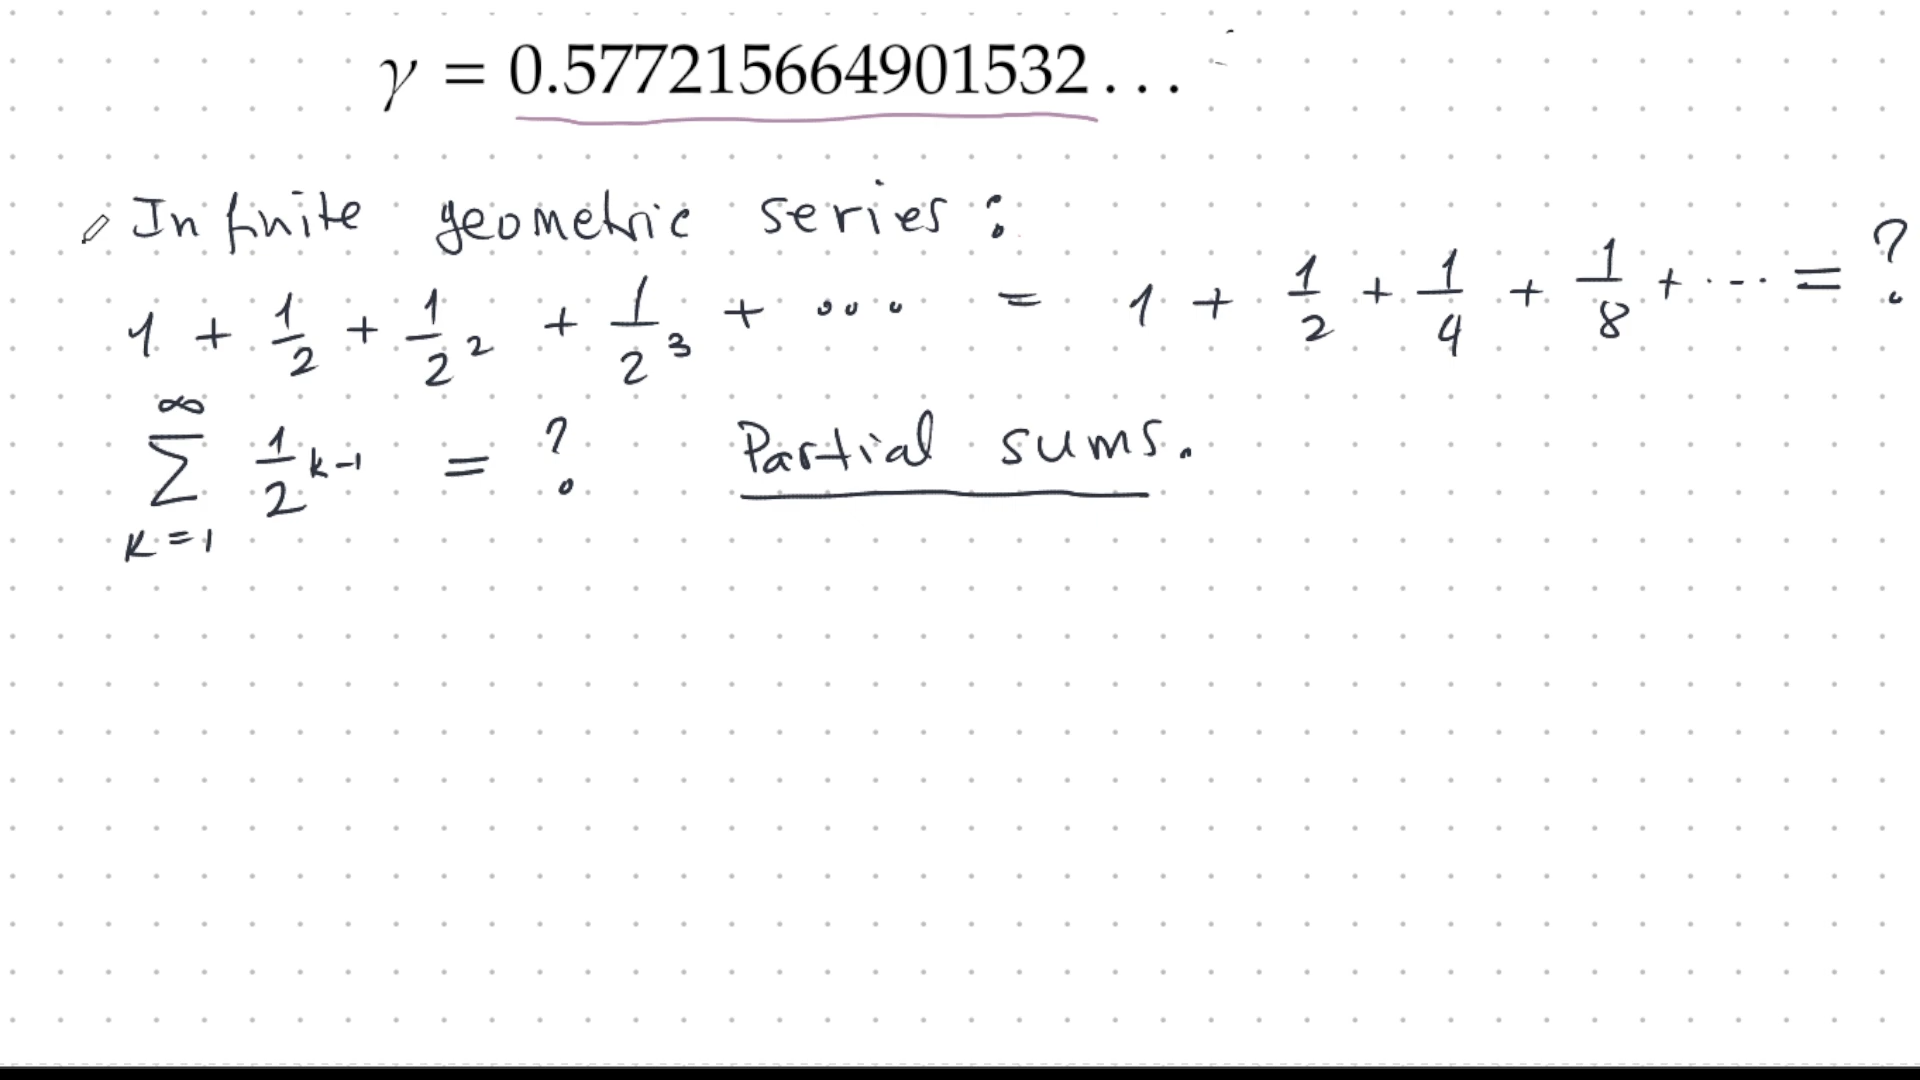 γ = 0.577215664901532...
Infinite geometric series:
1 + 1/2 + 1/2² + 1/2³ + ... = 1 + 1/2 + 1/4 + 1/8 + ... = ?
∑_{k=1}^{∞} 1/2^{k-1} = ? Partial sums.